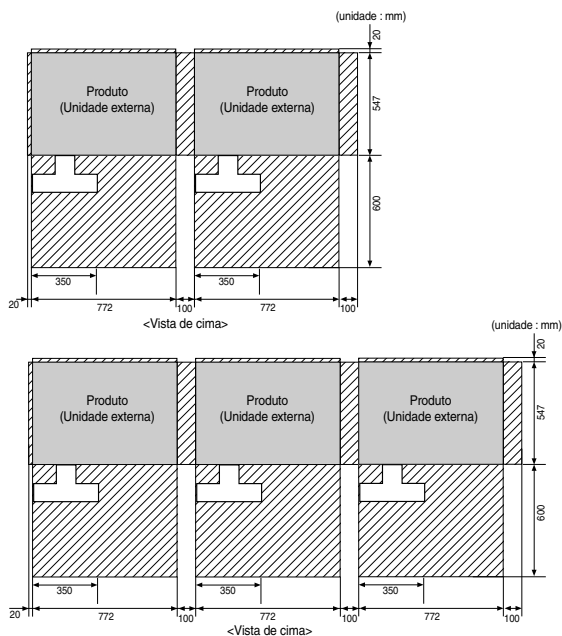 (unidade : mm)
20
Produto
(Unidade externa)
Produto
(Unidade externa)
547
600
350
350
20
772
100
772
100
<Vista de cima>
(unidade : mm)
20
Produto
(Unidade externa)
Produto
(Unidade externa)
Produto
(Unidade externa)
547
600
350
350
350
20
772
100
772
100
772
100
<Vista de cima>